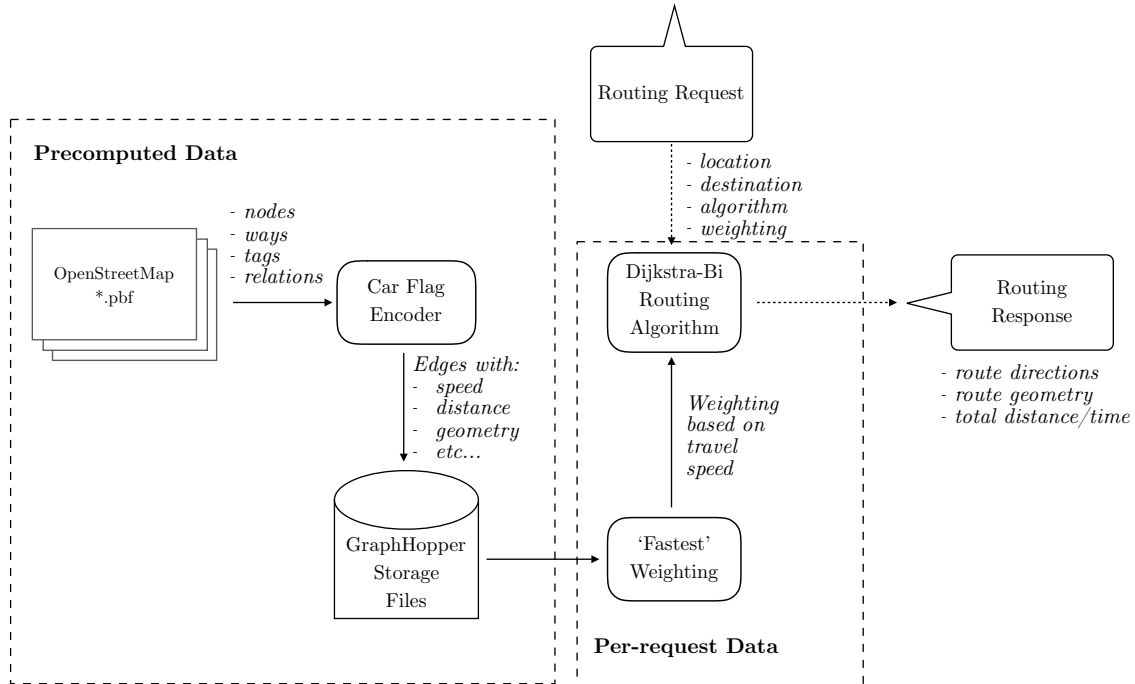 Routing Request
- location
- destination
- algorithm
- weighting
Precomputed Data
OpenStreetMap
*.pbf
- nodes
- ways
- tags
- relations
Car Flag
Encoder
Edges with:
- speed
- distance
- geometry
- etc...
GraphHopper
Storage
Files
Dijkstra-Bi
Routing
Algorithm
Weighting
based on
travel
speed
‘Fastest’
Weighting
Per-request Data
Routing
Response
- route directions
- route geometry
- total distance/time